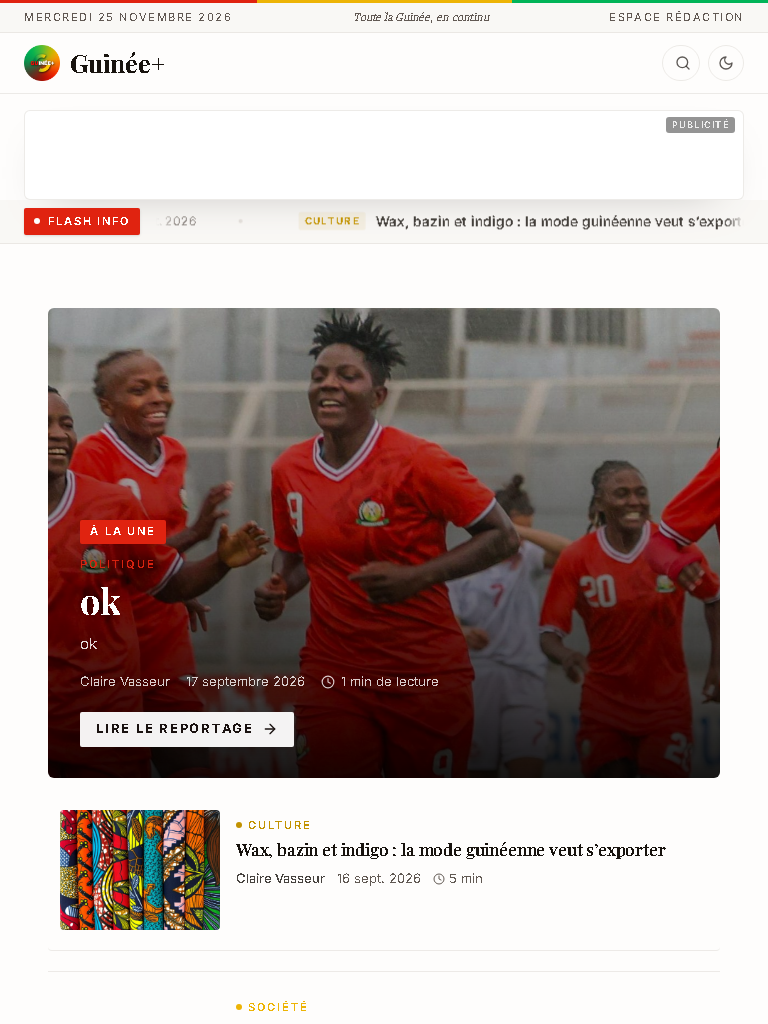 MERCREDI 25 NOVEMBRE 2026
Toute la Guinée, en continu
ESPACE RÉDACTION
Guinée+
PUBLICITÉ
FLASH INFO
2026
CULTURE
Wax, bazin et indigo : la mode guinéenne veut s’export
9
20
À LA UNE
POLITIQUE
ok
ok
Claire Vasseur 17 septembre 2026 1 min de lecture
LIRE LE REPORTAGE
CULTURE
Wax, bazin et indigo : la mode guinéenne veut s’exporter
Claire Vasseur 16 sept. 2026 5 min
SOCIÉTÉ